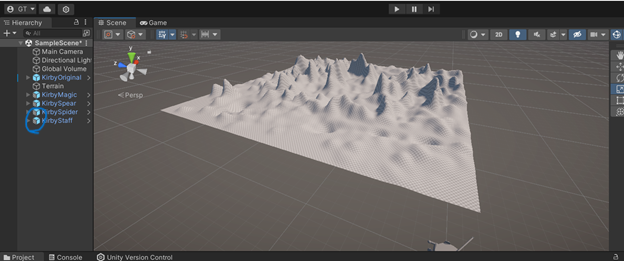 GT
Hierarchy
Scene
Game
All
Persp
2D
SampleScene*
Main Camera
Directional Light
Global Volume
KirbyOriginal
Terrain
KirbyMagic
KirbySpear
KirbySpider
KirbyStaff
y
x
z
Project
Console
Unity Version Control